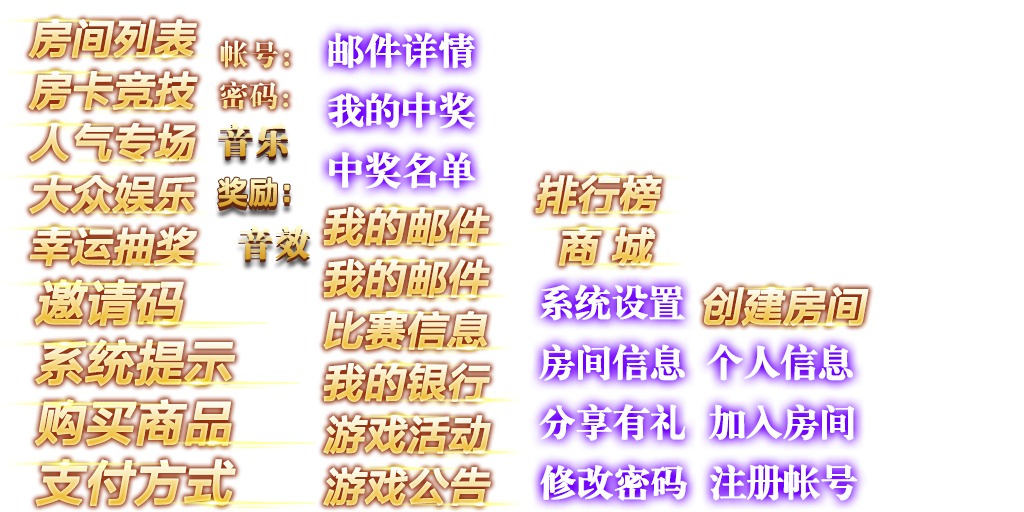 房间列表
房卡竞技
人气专场
大众娱乐
幸运抽奖
邀请码
系统提示
购买商品
支付方式
帐号：
密码：
音乐
奖励：
音效
邮件详情
我的中奖
中奖名单
我的邮件
我的邮件
比赛信息
我的银行
游戏活动
游戏公告
排行榜
商城
系统设置
房间信息
分享有礼
修改密码
创建房间
个人信息
加入房间
注册帐号